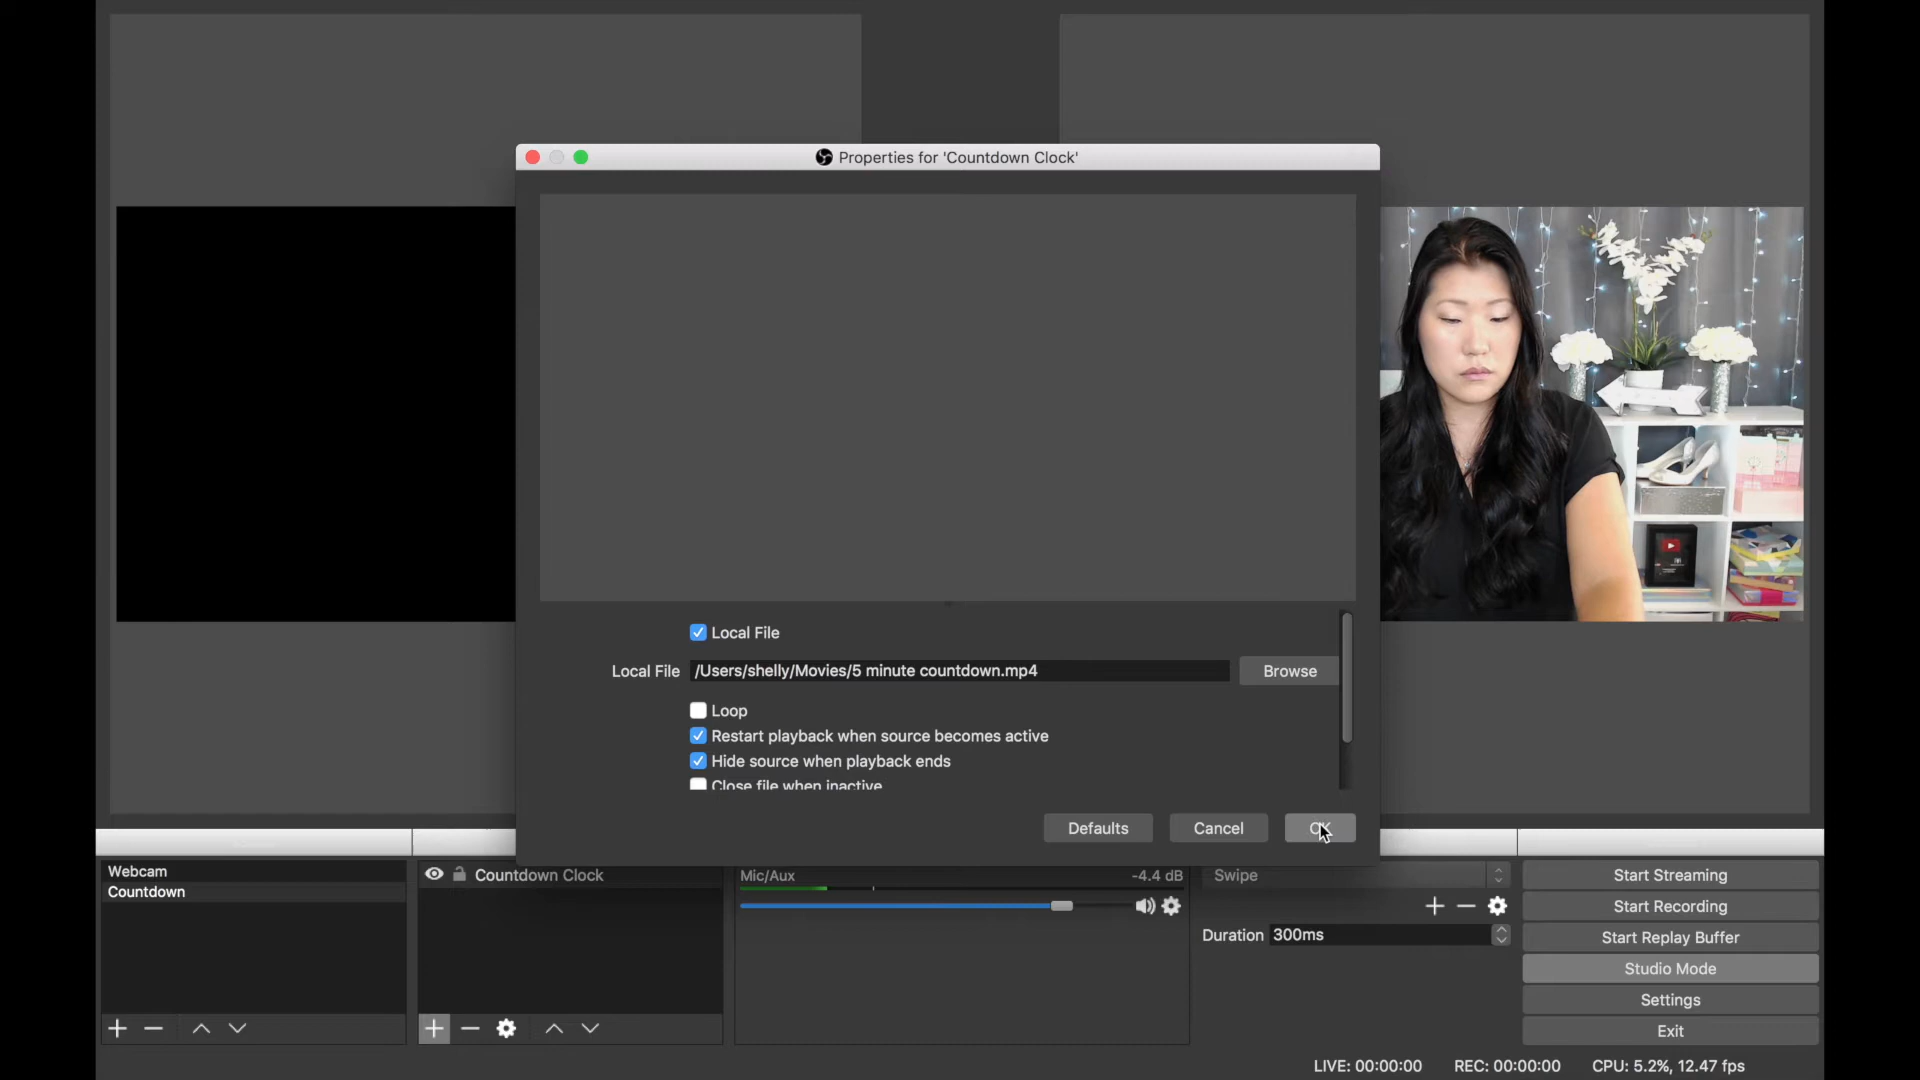 Properties for 'Countdown Clock'
Local File
Local File /Users/shelly/Movies/5 minute countdown.mp4 Browse
Loop
Restart playback when source becomes active
Hide source when playback ends
Close file when inactive
Defaults Cancel OK
Webcam
Countdown
Countdown Clock
Mic/Aux -4.4 dB
Swipe
Duration 300ms
Start Streaming
Start Recording
Start Replay Buffer
Studio Mode
Settings
Exit
LIVE: 00:00:00 REC: 00:00:00 CPU: 5.2%, 12.47 fps